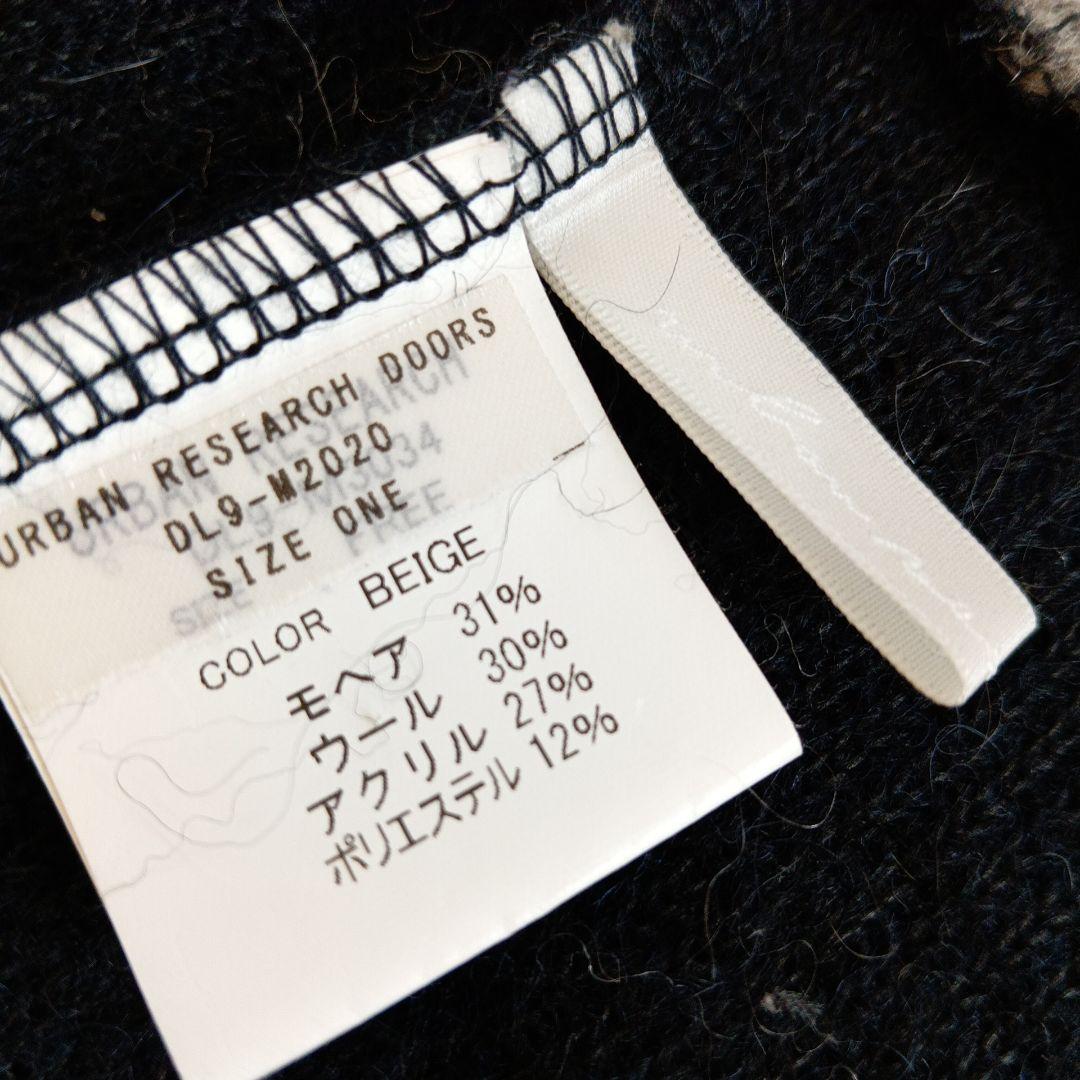 URBAN RESEARCH DOORS
DL9-M2020
SIZE ONE
COLOR BEIGE
モヘア 31%
ウール 30%
アクリル 27%
ポリエステル 12%